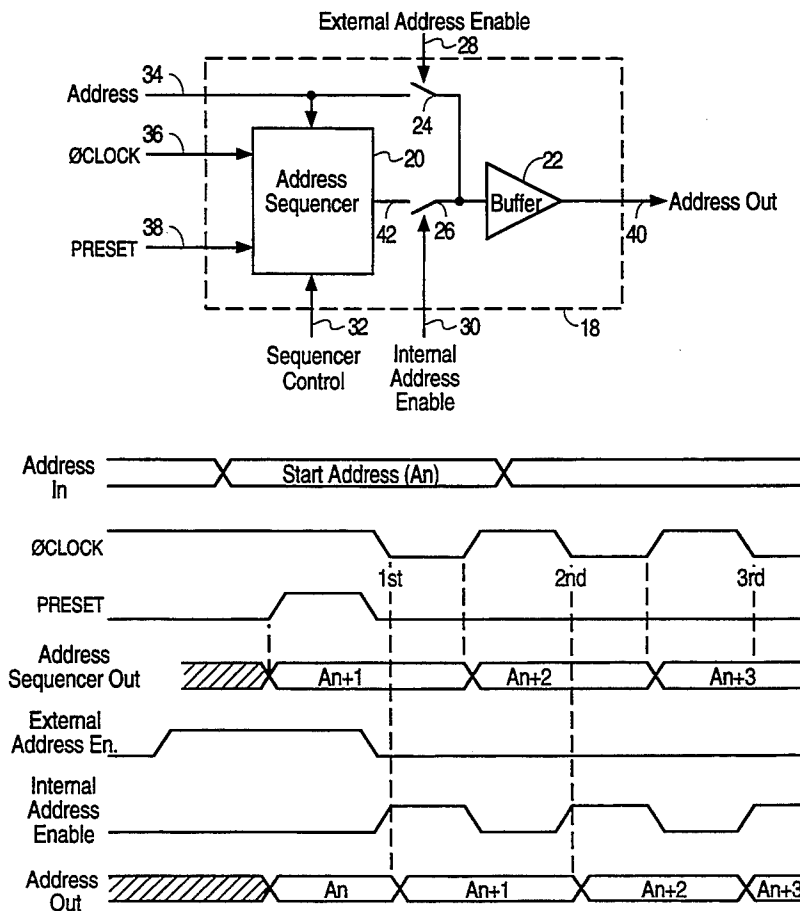 External Address Enable
28
34
Address
24
36
ØCLOCK
20
22
Address
Sequencer
Buffer
Address Out
42
26
40
38
PRESET
32
30
18
Sequencer
Control
Internal
Address
Enable
Address
In
Start Address (An)
ØCLOCK
1st
2nd
3rd
PRESET
Address
Sequencer Out
An+1
An+2
An+3
External
Address En.
Internal
Address
Enable
Address
Out
An
An+1
An+2
An+3